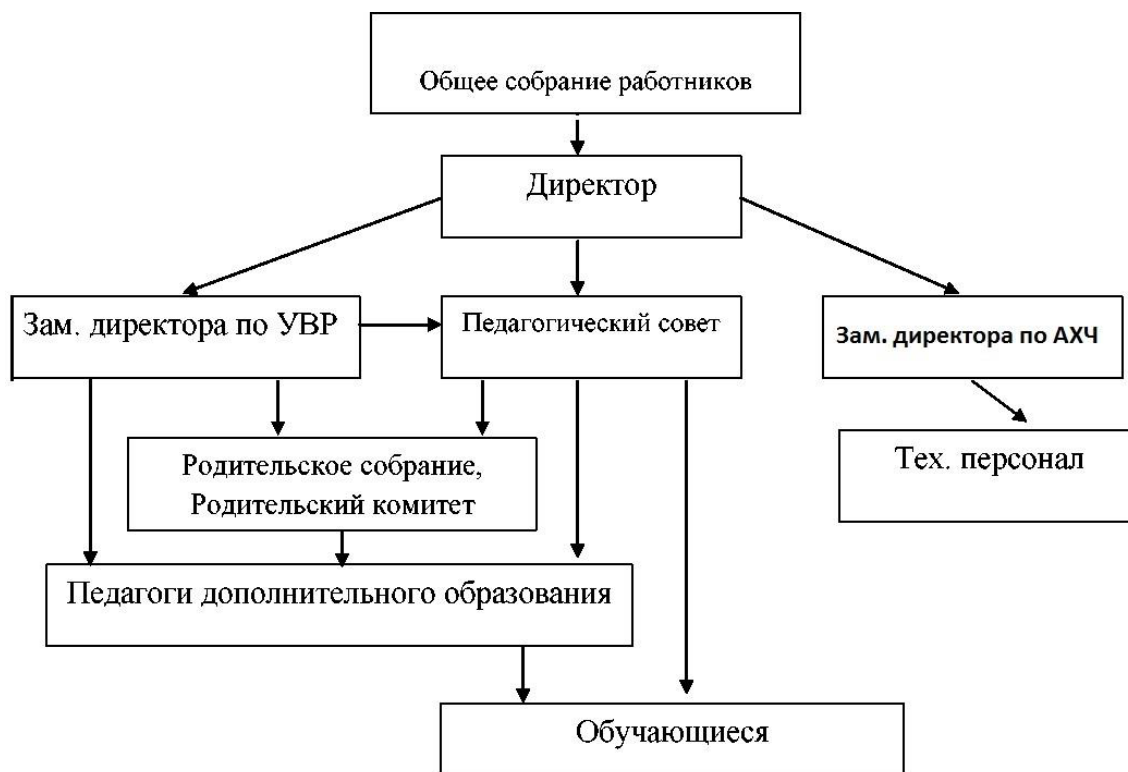 Общее собрание работников
Директор
Зам. директора по УВР
Педагогический совет
Зам. директора по АХЧ
Родительское собрание,
Родительский комитет
Тех. персонал
Педагоги дополнительного образования
Обучающиеся